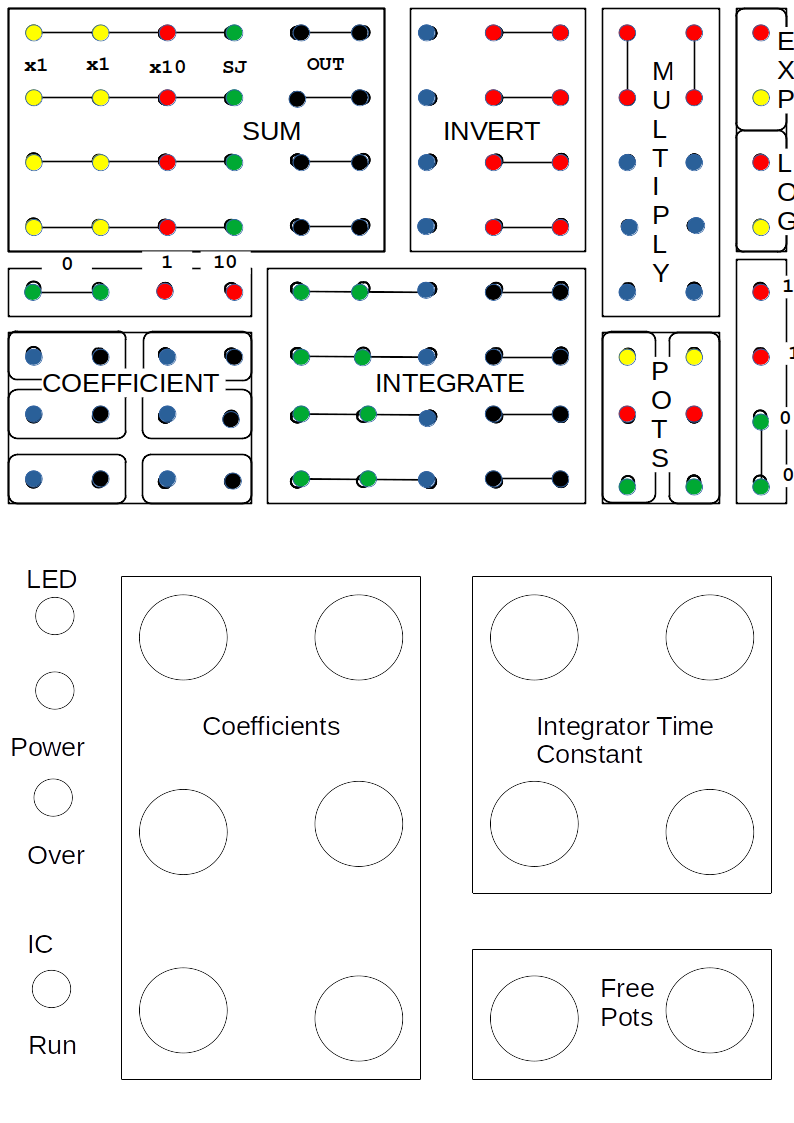 x1 x1 x10 SJ OUT
SUM
INVERT
MULTIPLY
EXP
LOG
0 1 10
COEFFICIENT
INTEGRATE
POTS
1
1
0
0
LED
Power
Over
IC
Run
Coefficients
Integrator Time
Constant
Free
Pots